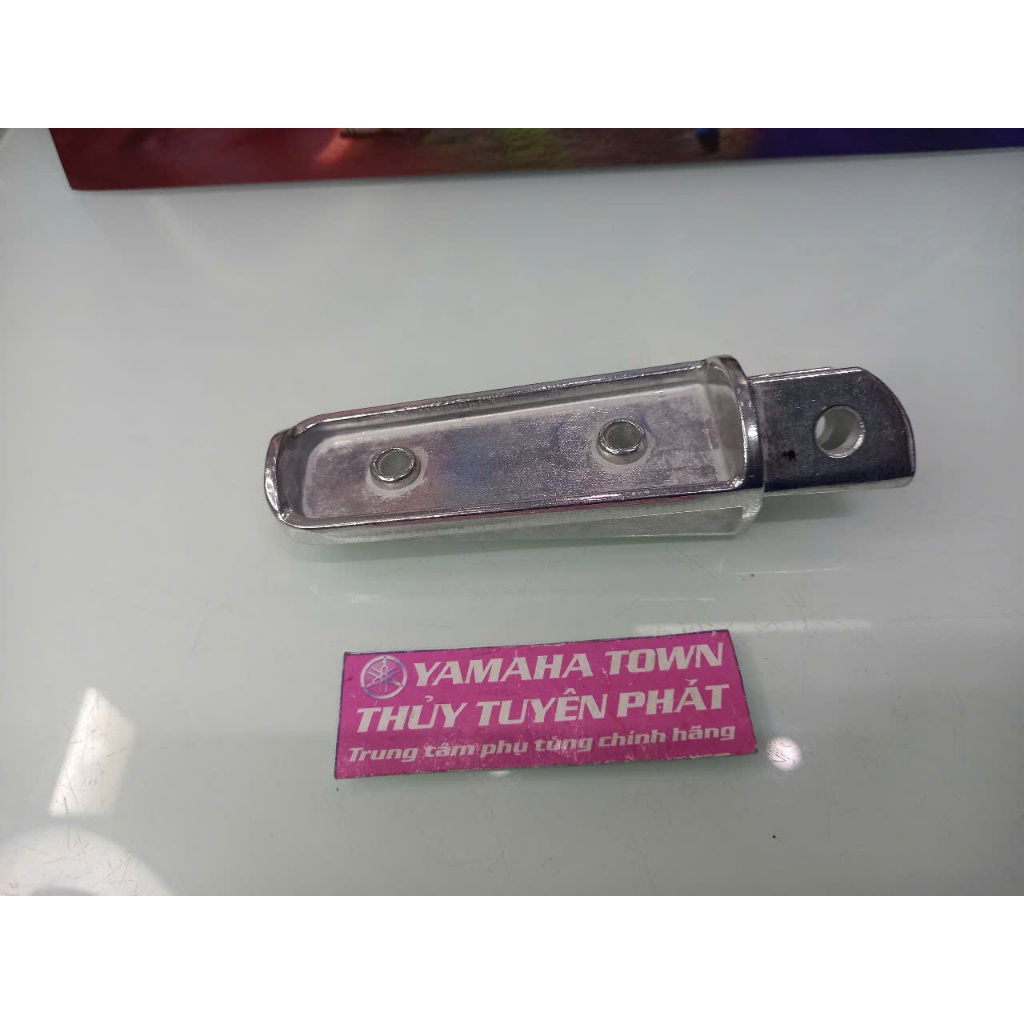 YAMAHA TOWN
THỦY TUYÊN PHÁT
Trung tâm phụ tùng chính hãng